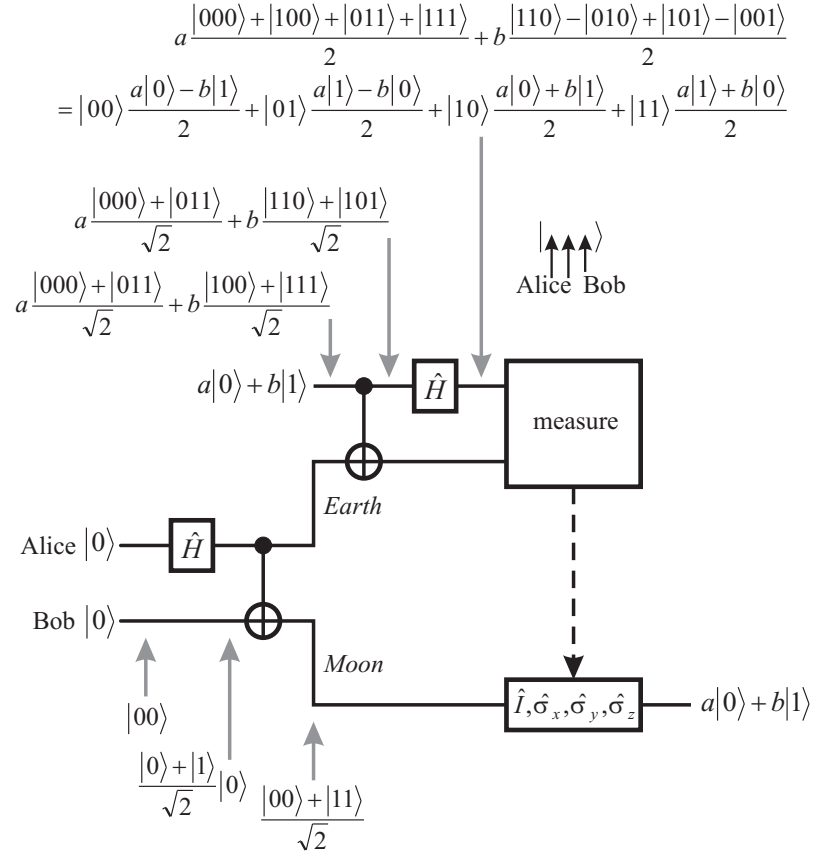 a (|000⟩+|100⟩+|011⟩+|111⟩)/2 + b (|110⟩−|010⟩+|101⟩−|001⟩)/2
= |00⟩ (a|0⟩−b|1⟩)/2 + |01⟩ (a|1⟩−b|0⟩)/2 + |10⟩ (a|0⟩+b|1⟩)/2 + |11⟩ (a|1⟩+b|0⟩)/2
a (|000⟩+|011⟩)/√2 + b (|110⟩+|101⟩)/√2
| ⟩
Alice Bob
a (|000⟩+|011⟩)/√2 + b (|100⟩+|111⟩)/√2
a|0⟩+b|1⟩
Ĥ
measure
Earth
Alice |0⟩
Ĥ
Bob |0⟩
Moon
Î, σ̂x, σ̂y, σ̂z
a|0⟩+b|1⟩
|00⟩
(|0⟩+|1⟩)/√2 |0⟩
(|00⟩+|11⟩)/√2